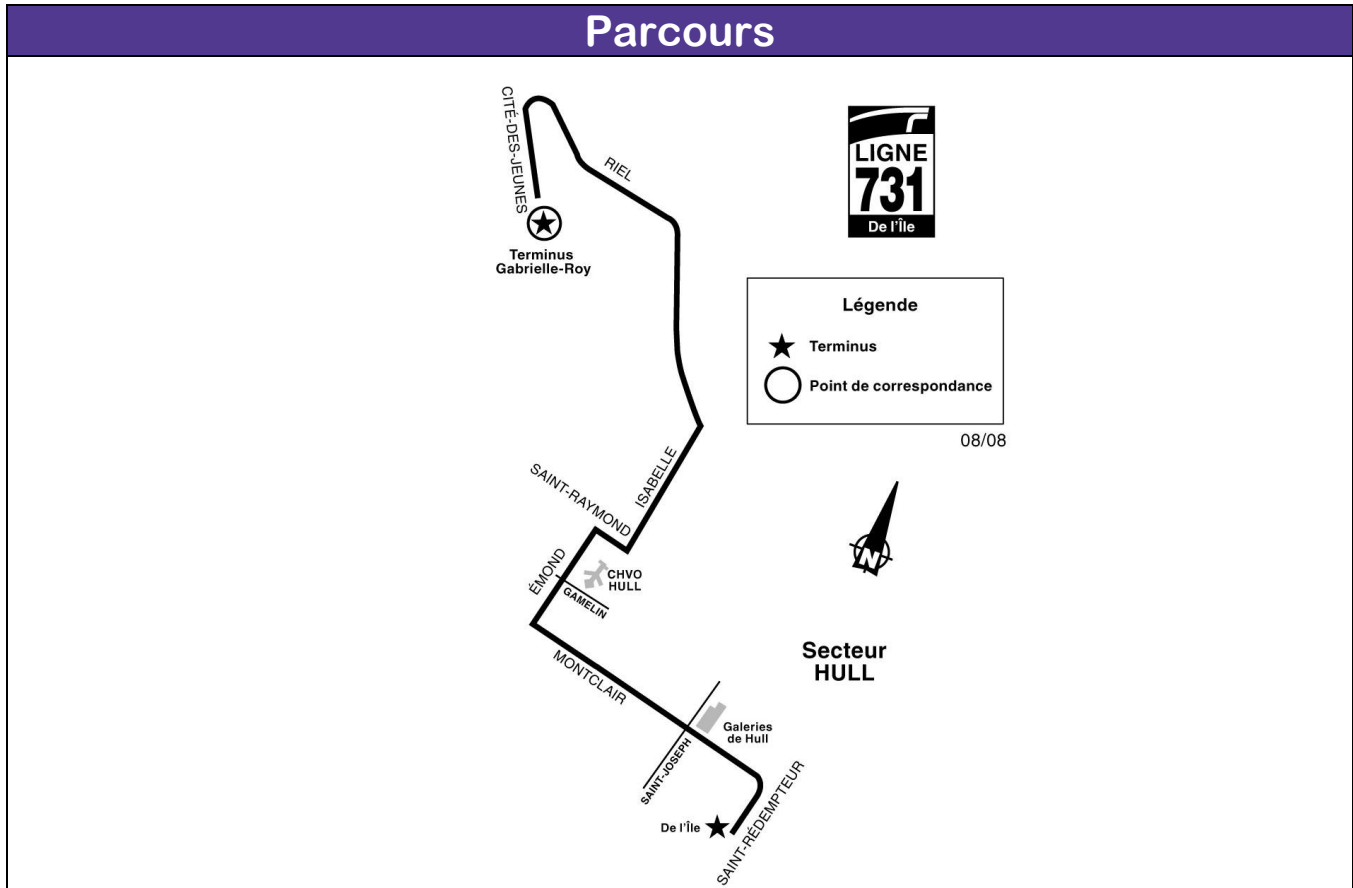 Parcours
CITÉ-DES-JEUNES
RIEL
Terminus
Gabrielle-Roy
LIGNE
731
De l'Île
Légende
Terminus
Point de correspondance
08/08
ISABELLE
SAINT-RAYMOND
ÉMOND
CHVO
HULL
GAMELIN
N
Secteur
HULL
MONTCLAIR
Galeries
de Hull
SAINT-JOSEPH
De l'Île
SAINT-RÉDEMPTEUR